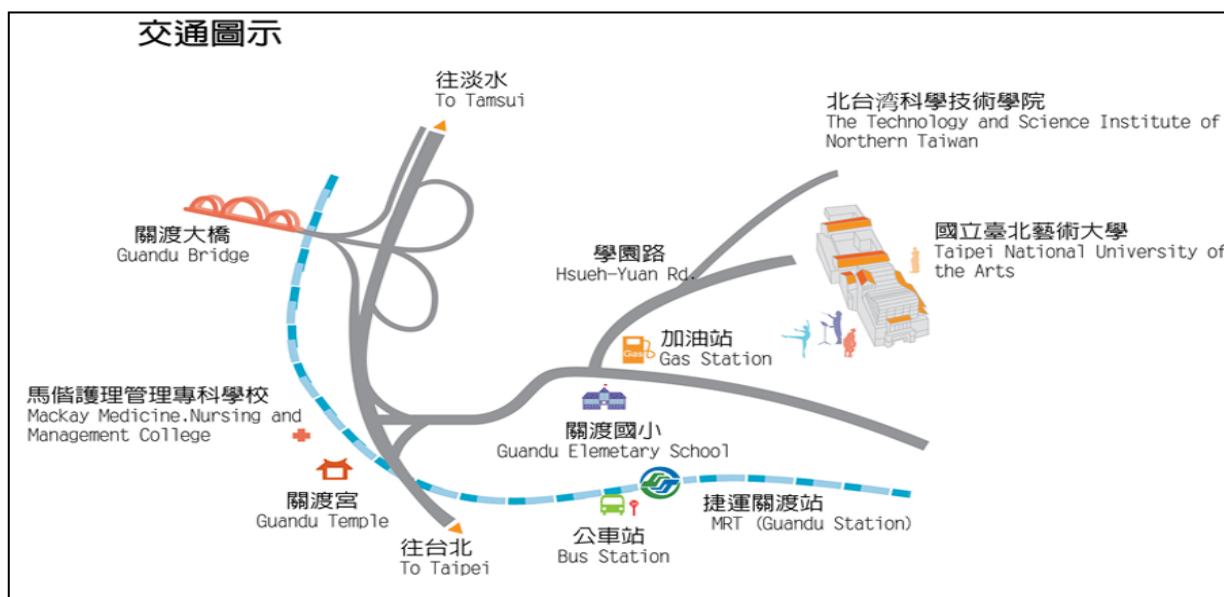 交通圖示
往淡水
To Tamsui
北台湾科學技術學院
The Technology and Science Institute of
Northern Taiwan
關渡大橋
Guandu Bridge
學園路
Hsueh-Yuan Rd.
國立臺北藝術大學
Taipei National University of
the Arts
加油站
Gas Station
Gas
馬偕護理管理專科學校
Mackay Medicine.Nursing and
Management College
關渡國小
Guandu Elemetary School
關渡宮
Guandu Temple
捷運關渡站
MRT (Guandu Station)
公車站
Bus Station
往台北
To Taipei